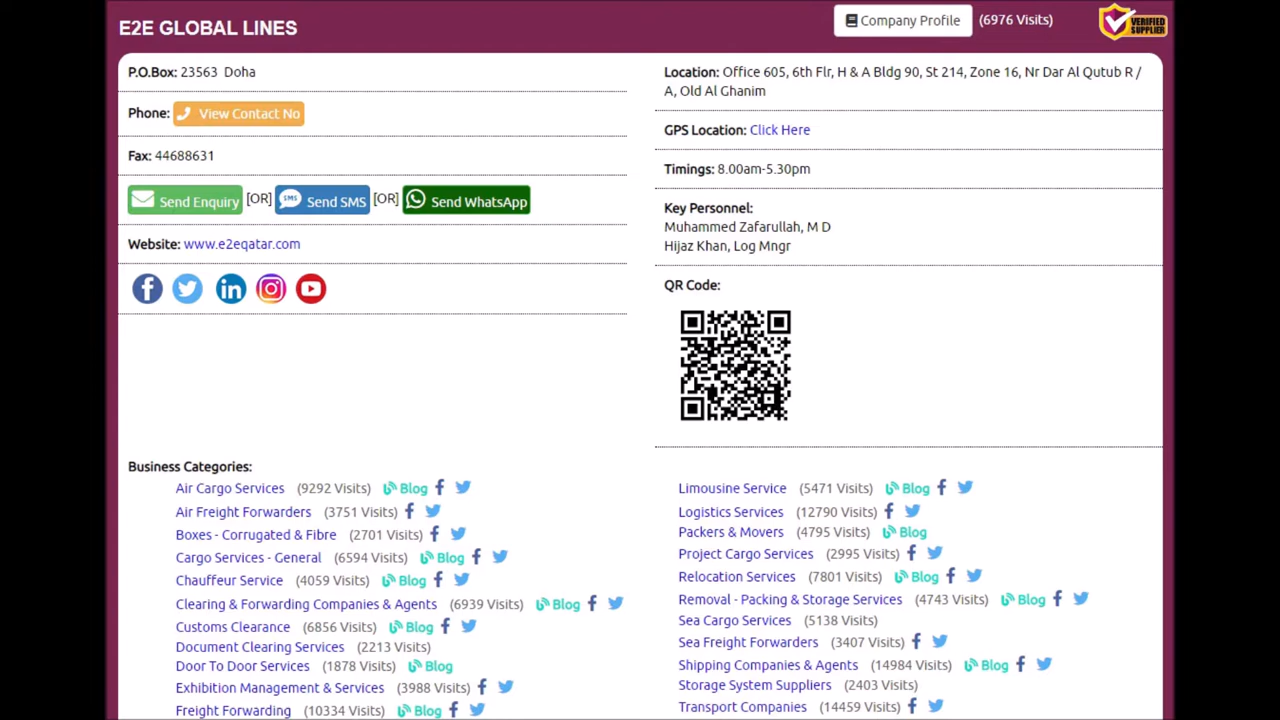 E2E GLOBAL LINES
Company Profile (6976 Visits)
VERIFIED SUPPLIER
P.O.Box: 23563 Doha
Phone: View Contact No
Fax: 44688631
Send Enquiry [OR] SMS Send SMS [OR] Send WhatsApp
Website: www.e2eqatar.com
Location: Office 605, 6th Flr, H & A Bldg 90, St 214, Zone 16, Nr Dar Al Qutub R /
A, Old Al Ghanim
GPS Location: Click Here
Timings: 8.00am-5.30pm
Key Personnel:
Muhammed Zafarullah, M D
Hijaz Khan, Log Mngr
QR Code:
Business Categories:
Air Cargo Services (9292 Visits) Blog
Air Freight Forwarders (3751 Visits)
Boxes - Corrugated & Fibre (2701 Visits)
Cargo Services - General (6594 Visits) Blog
Chauffeur Service (4059 Visits) Blog
Clearing & Forwarding Companies & Agents (6939 Visits) Blog
Customs Clearance (6856 Visits) Blog
Document Clearing Services (2213 Visits)
Door To Door Services (1878 Visits) Blog
Exhibition Management & Services (3988 Visits)
Freight Forwarding (10334 Visits) Blog
Limousine Service (5471 Visits) Blog
Logistics Services (12790 Visits)
Packers & Movers (4795 Visits) Blog
Project Cargo Services (2995 Visits)
Relocation Services (7801 Visits) Blog
Removal - Packing & Storage Services (4743 Visits) Blog
Sea Cargo Services (5138 Visits)
Sea Freight Forwarders (3407 Visits)
Shipping Companies & Agents (14984 Visits) Blog
Storage System Suppliers (2403 Visits)
Transport Companies (14459 Visits)